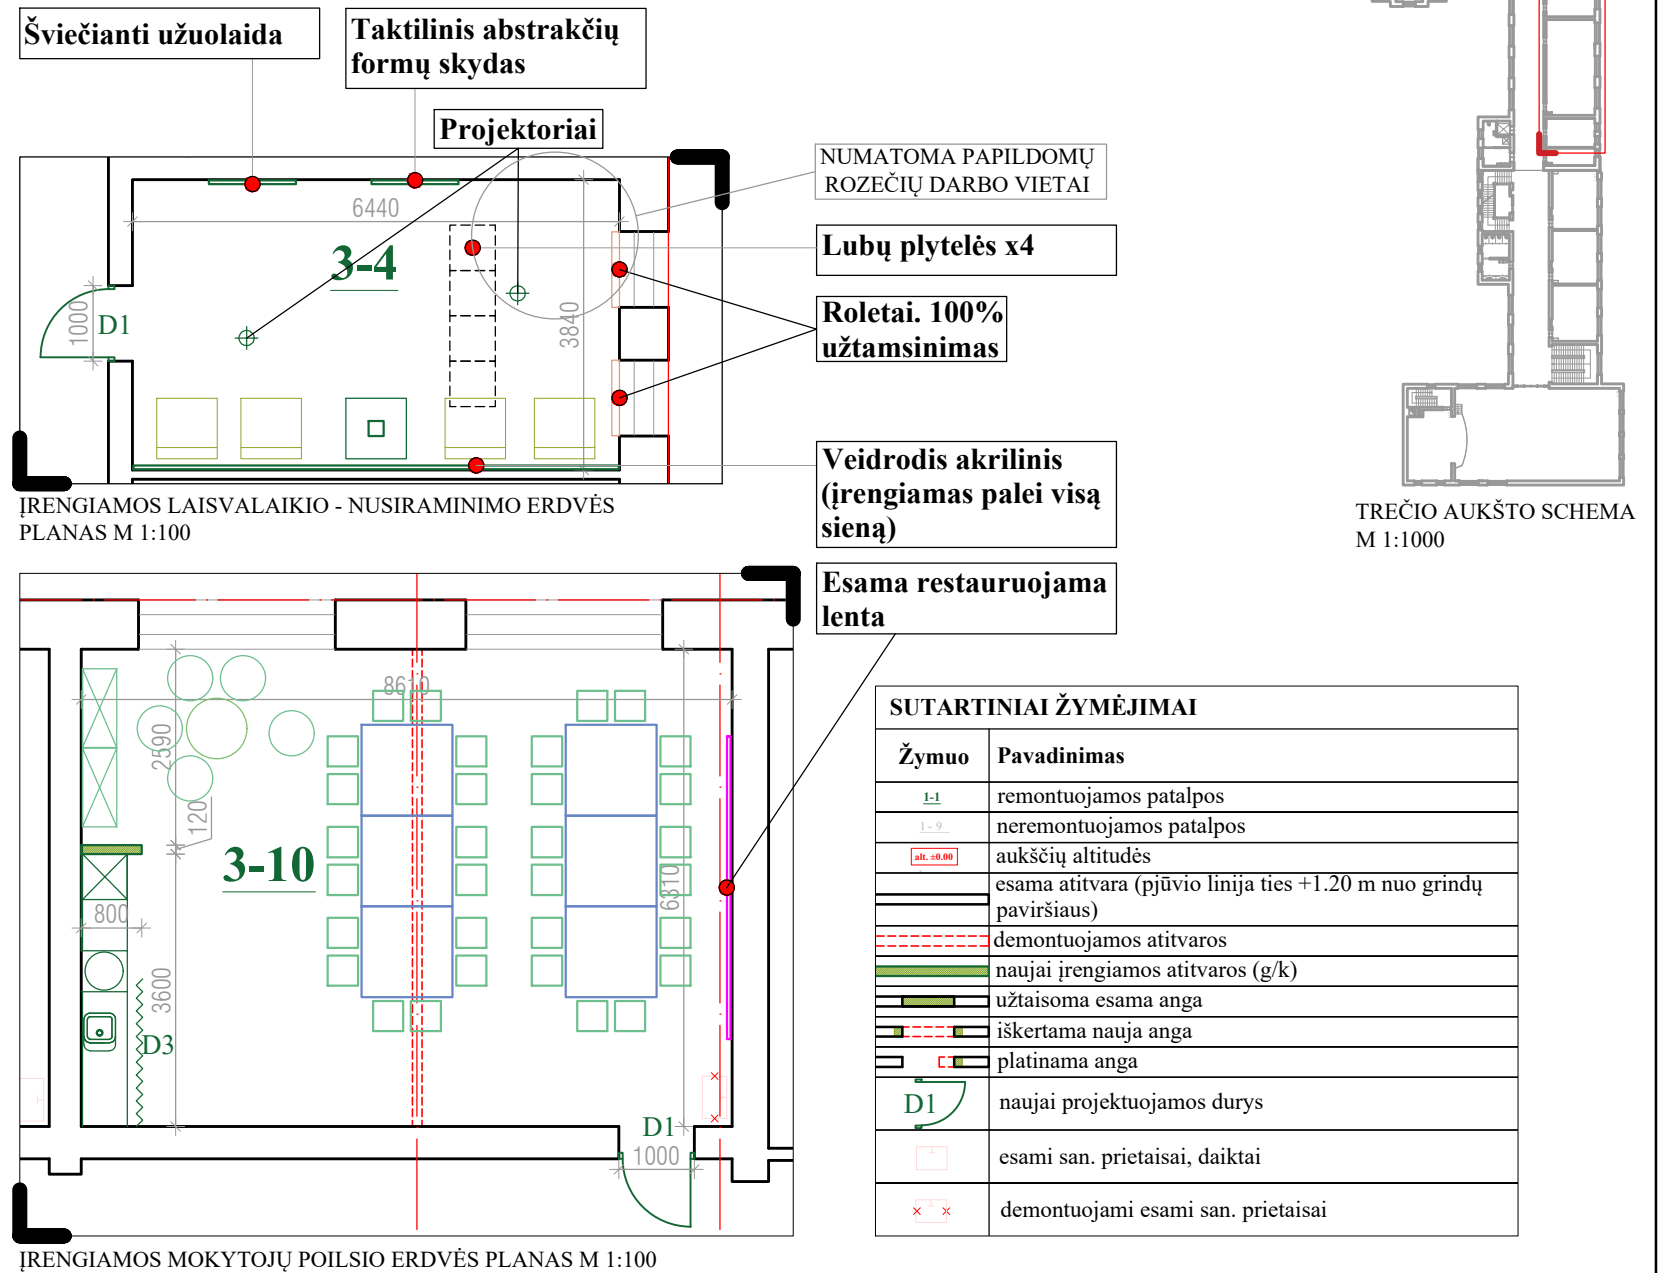 Šviečianti užuolaida
Taktilinis abstrakčių
formų skydas
Projektoriai
NUMATOMA PAPILDOMŲ
ROZEČIŲ DARBO VIETAI
6440
3-4
Lubų plytelės x4
1000
D1
3840
Roletai. 100%
užtamsinimas
Veidrodis akrilinis
(įrengiamas palei visą
sieną)
ĮRENGIAMOS LAISVALAIKIO - NUSIRAMINIMO ERDVĖS
PLANAS M 1:100
TREČIO AUKŠTO SCHEMA
M 1:1000
Esama restauruojama
lenta
8610
2590
120
3-10
6310
800
3600
D3
D1
1000
ĮRENGIAMOS MOKYTOJŲ POILSIO ERDVĖS PLANAS M 1:100
SUTARTINIAI ŽYMĖJIMAI
Žymuo Pavadinimas
1-1 remontuojamos patalpos
1 - 9 neremontuojamos patalpos
alt. ±0.00 aukščių altitudės
esama atitvara (pjūvio linija ties +1.20 m nuo grindų
paviršiaus)
demontuojamos atitvaros
naujai įrengiamos atitvaros (g/k)
užtaisoma esama anga
iškertama nauja anga
platinama anga
D1 naujai projektuojamos durys
esami san. prietaisai, daiktai
demontuojami esami san. prietaisai